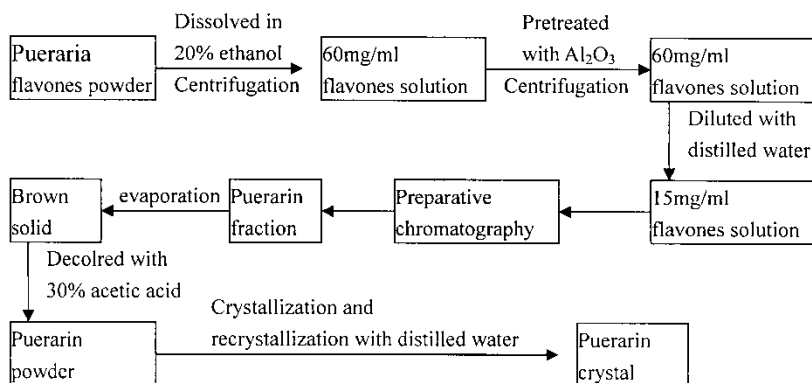 Pueraria
flavones powder
Dissolved in
20% ethanol
Centrifugation
60mg/ml
flavones solution
Pretreated
with Al₂O₃
Centrifugation
60mg/ml
flavones solution
Diluted with
distilled water
15mg/ml
flavones solution
Preparative
chromatography
Puerarin
fraction
evaporation
Brown
solid
Decolred with
30% acetic acid
Puerarin
powder
Crystallization and
recrystallization with distilled water
Puerarin
crystal